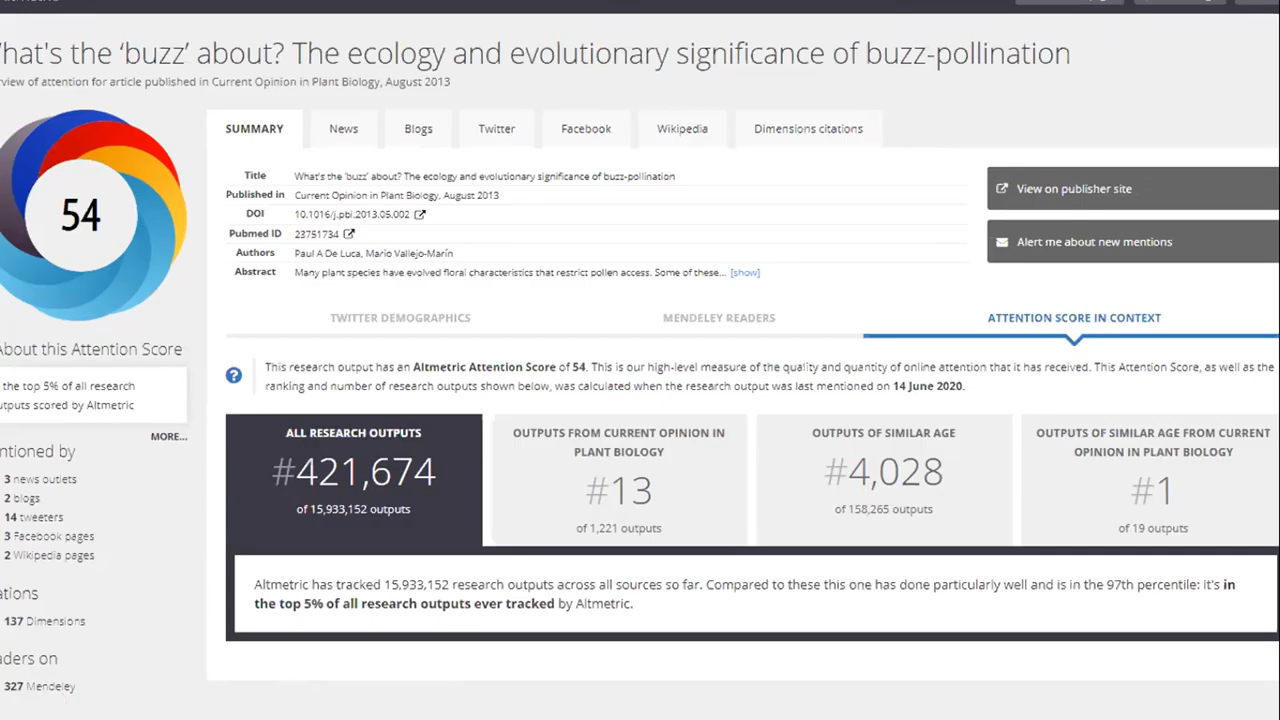 hat's the ‘buzz’ about? The ecology and evolutionary significance of buzz-pollination
view of attention for article published in Current Opinion in Plant Biology, August 2013
54
About this Attention Score
the top 5% of all research
tputs scored by Altmetric
MORE...
ntioned by
3 news outlets
2 blogs
14 tweeters
3 Facebook pages
2 Wikipedia pages
ations
137 Dimensions
aders on
327 Mendeley
SUMMARY News Blogs Twitter Facebook Wikipedia Dimensions citations
Title What's the ‘buzz’ about? The ecology and evolutionary significance of buzz-pollination
Published in Current Opinion in Plant Biology, August 2013
DOI 10.1016/j.pbi.2013.05.002
Pubmed ID 23751734
Authors Paul A De Luca, Mario Vallejo-Marín
Abstract Many plant species have evolved floral characteristics that restrict pollen access. Some of these... [show]
View on publisher site
Alert me about new mentions
TWITTER DEMOGRAPHICS MENDELEY READERS ATTENTION SCORE IN CONTEXT
? This research output has an Altmetric Attention Score of 54. This is our high-level measure of the quality and quantity of online attention that it has received. This Attention Score, as well as the
ranking and number of research outputs shown below, was calculated when the research output was last mentioned on 14 June 2020.
ALL RESEARCH OUTPUTS
#421,674
of 15,933,152 outputs
OUTPUTS FROM CURRENT OPINION IN
PLANT BIOLOGY
#13
of 1,221 outputs
OUTPUTS OF SIMILAR AGE
#4,028
of 158,265 outputs
OUTPUTS OF SIMILAR AGE FROM CURRENT
OPINION IN PLANT BIOLOGY
#1
of 19 outputs
Altmetric has tracked 15,933,152 research outputs across all sources so far. Compared to these this one has done particularly well and is in the 97th percentile: it's in
the top 5% of all research outputs ever tracked by Altmetric.